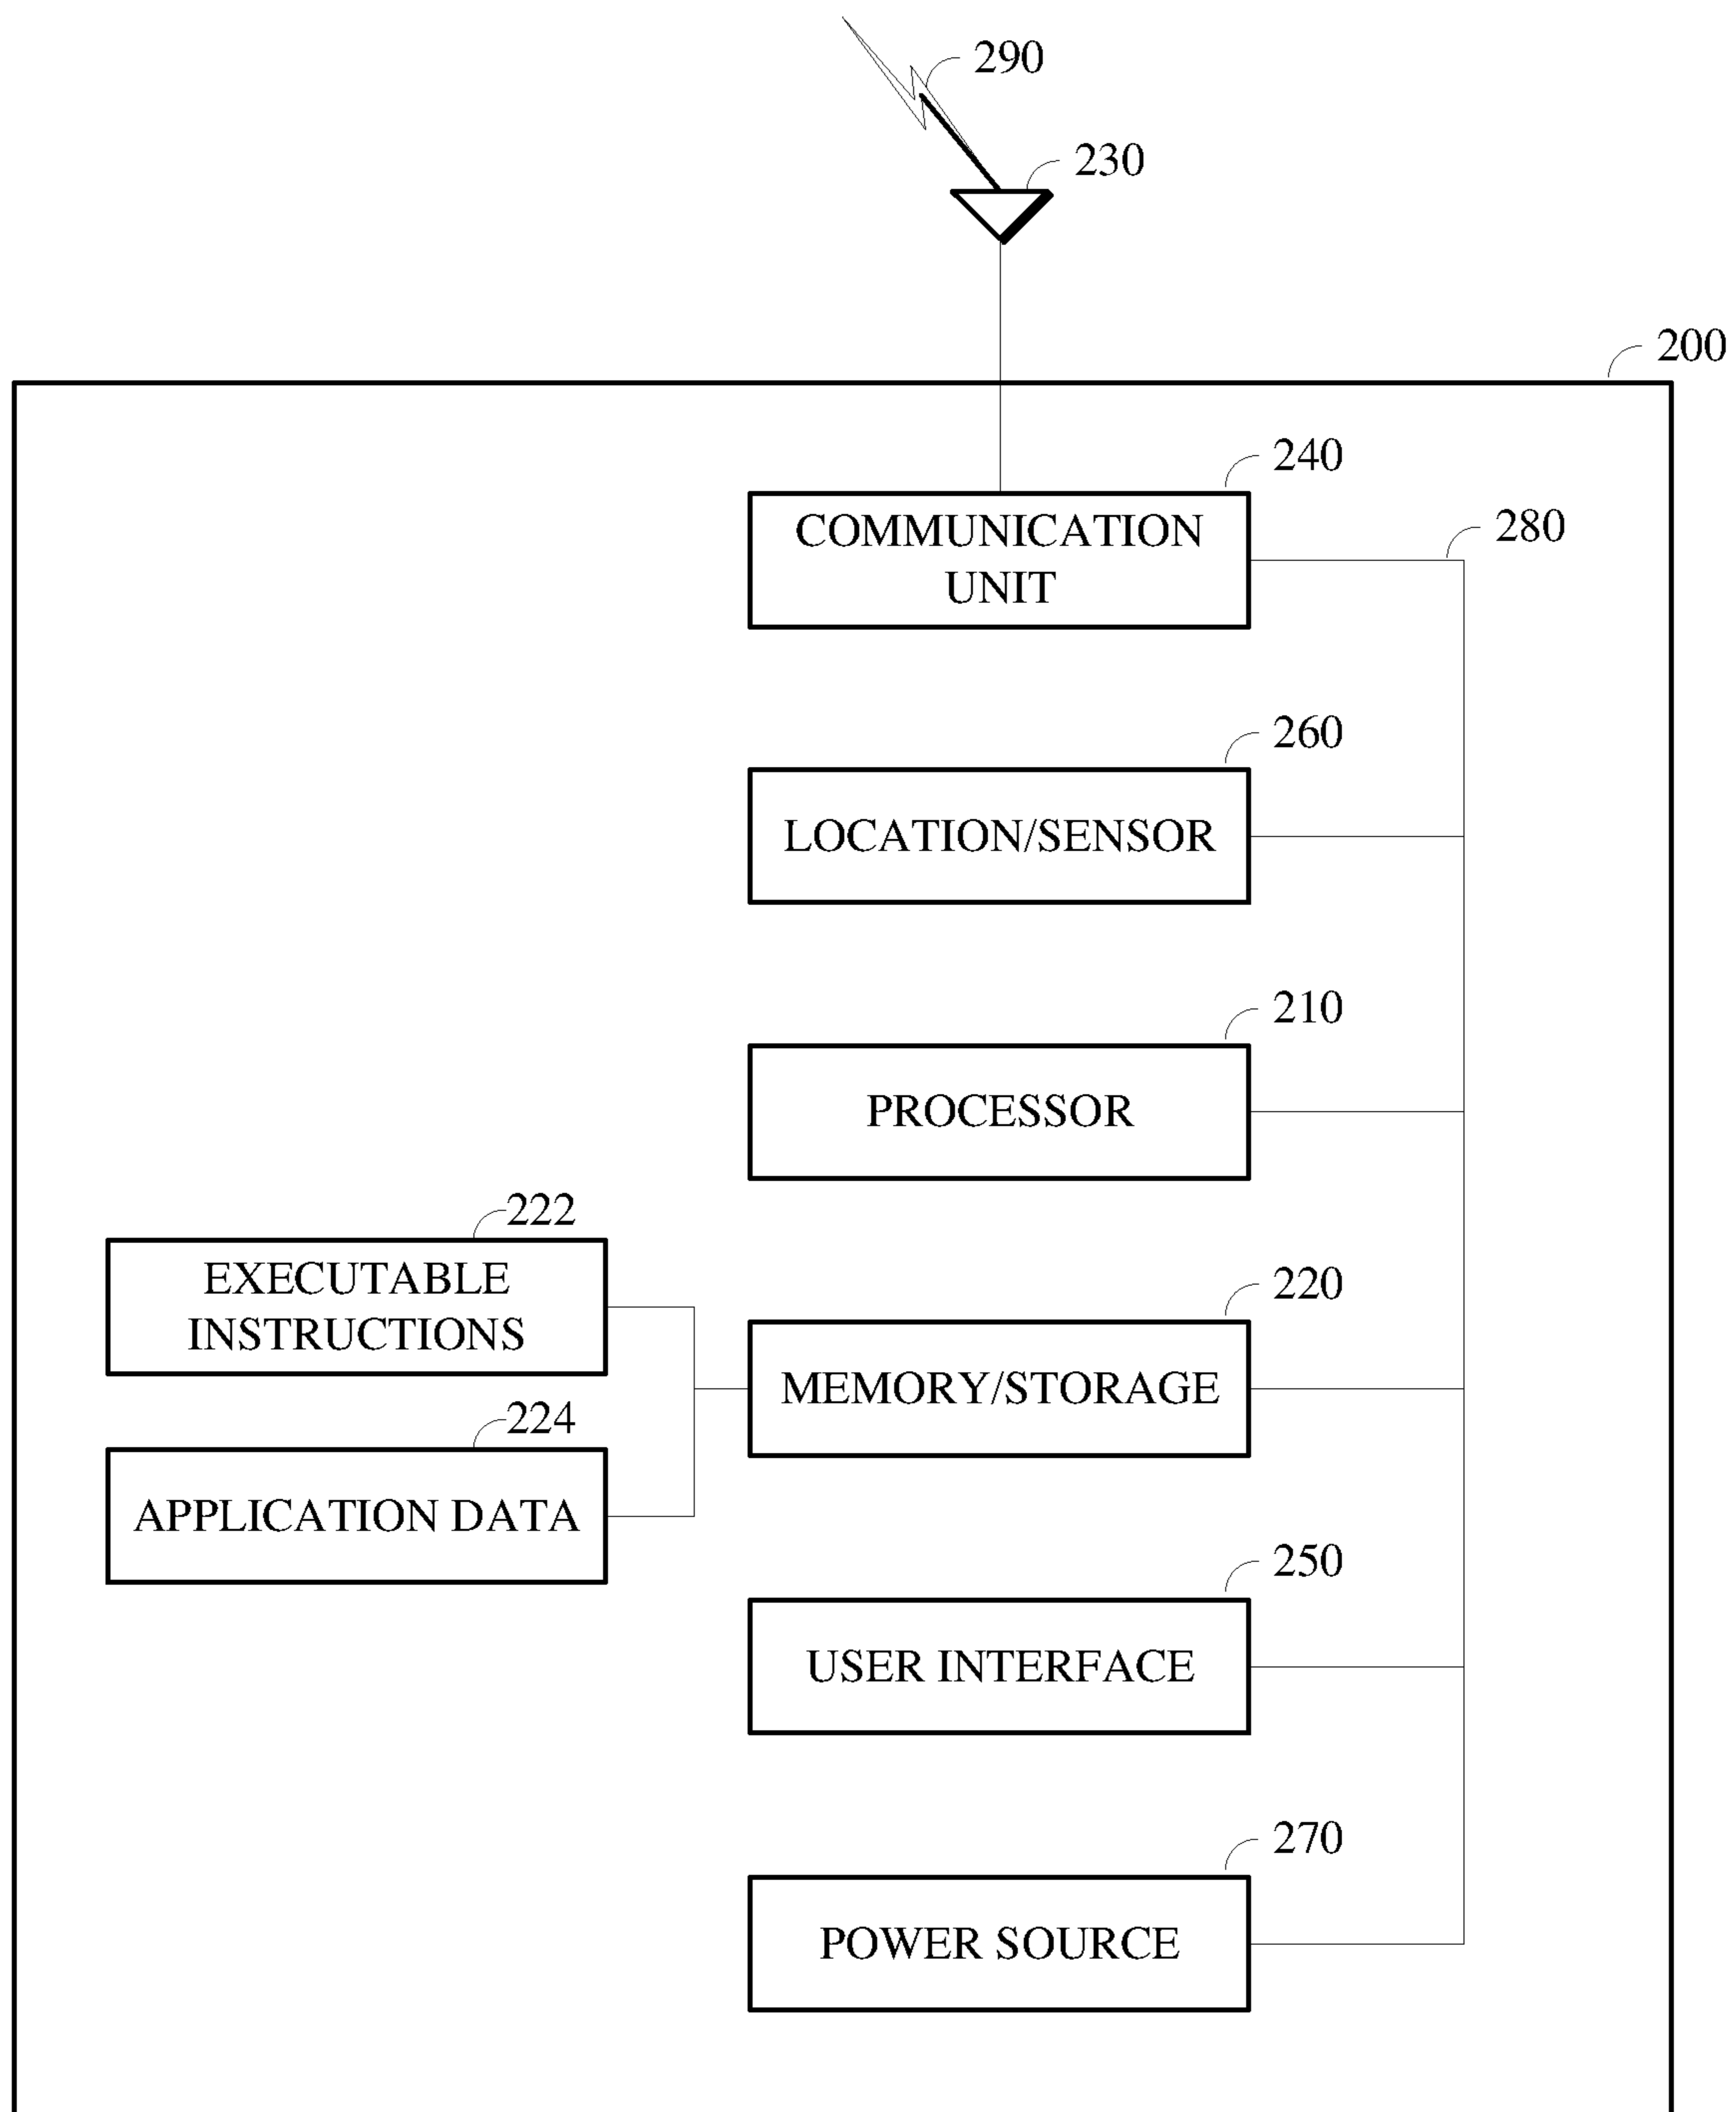 290
230
200
240
COMMUNICATION
UNIT
280
260
LOCATION/SENSOR
210
PROCESSOR
222
EXECUTABLE
INSTRUCTIONS
220
MEMORY/STORAGE
224
APPLICATION DATA
250
USER INTERFACE
270
POWER SOURCE